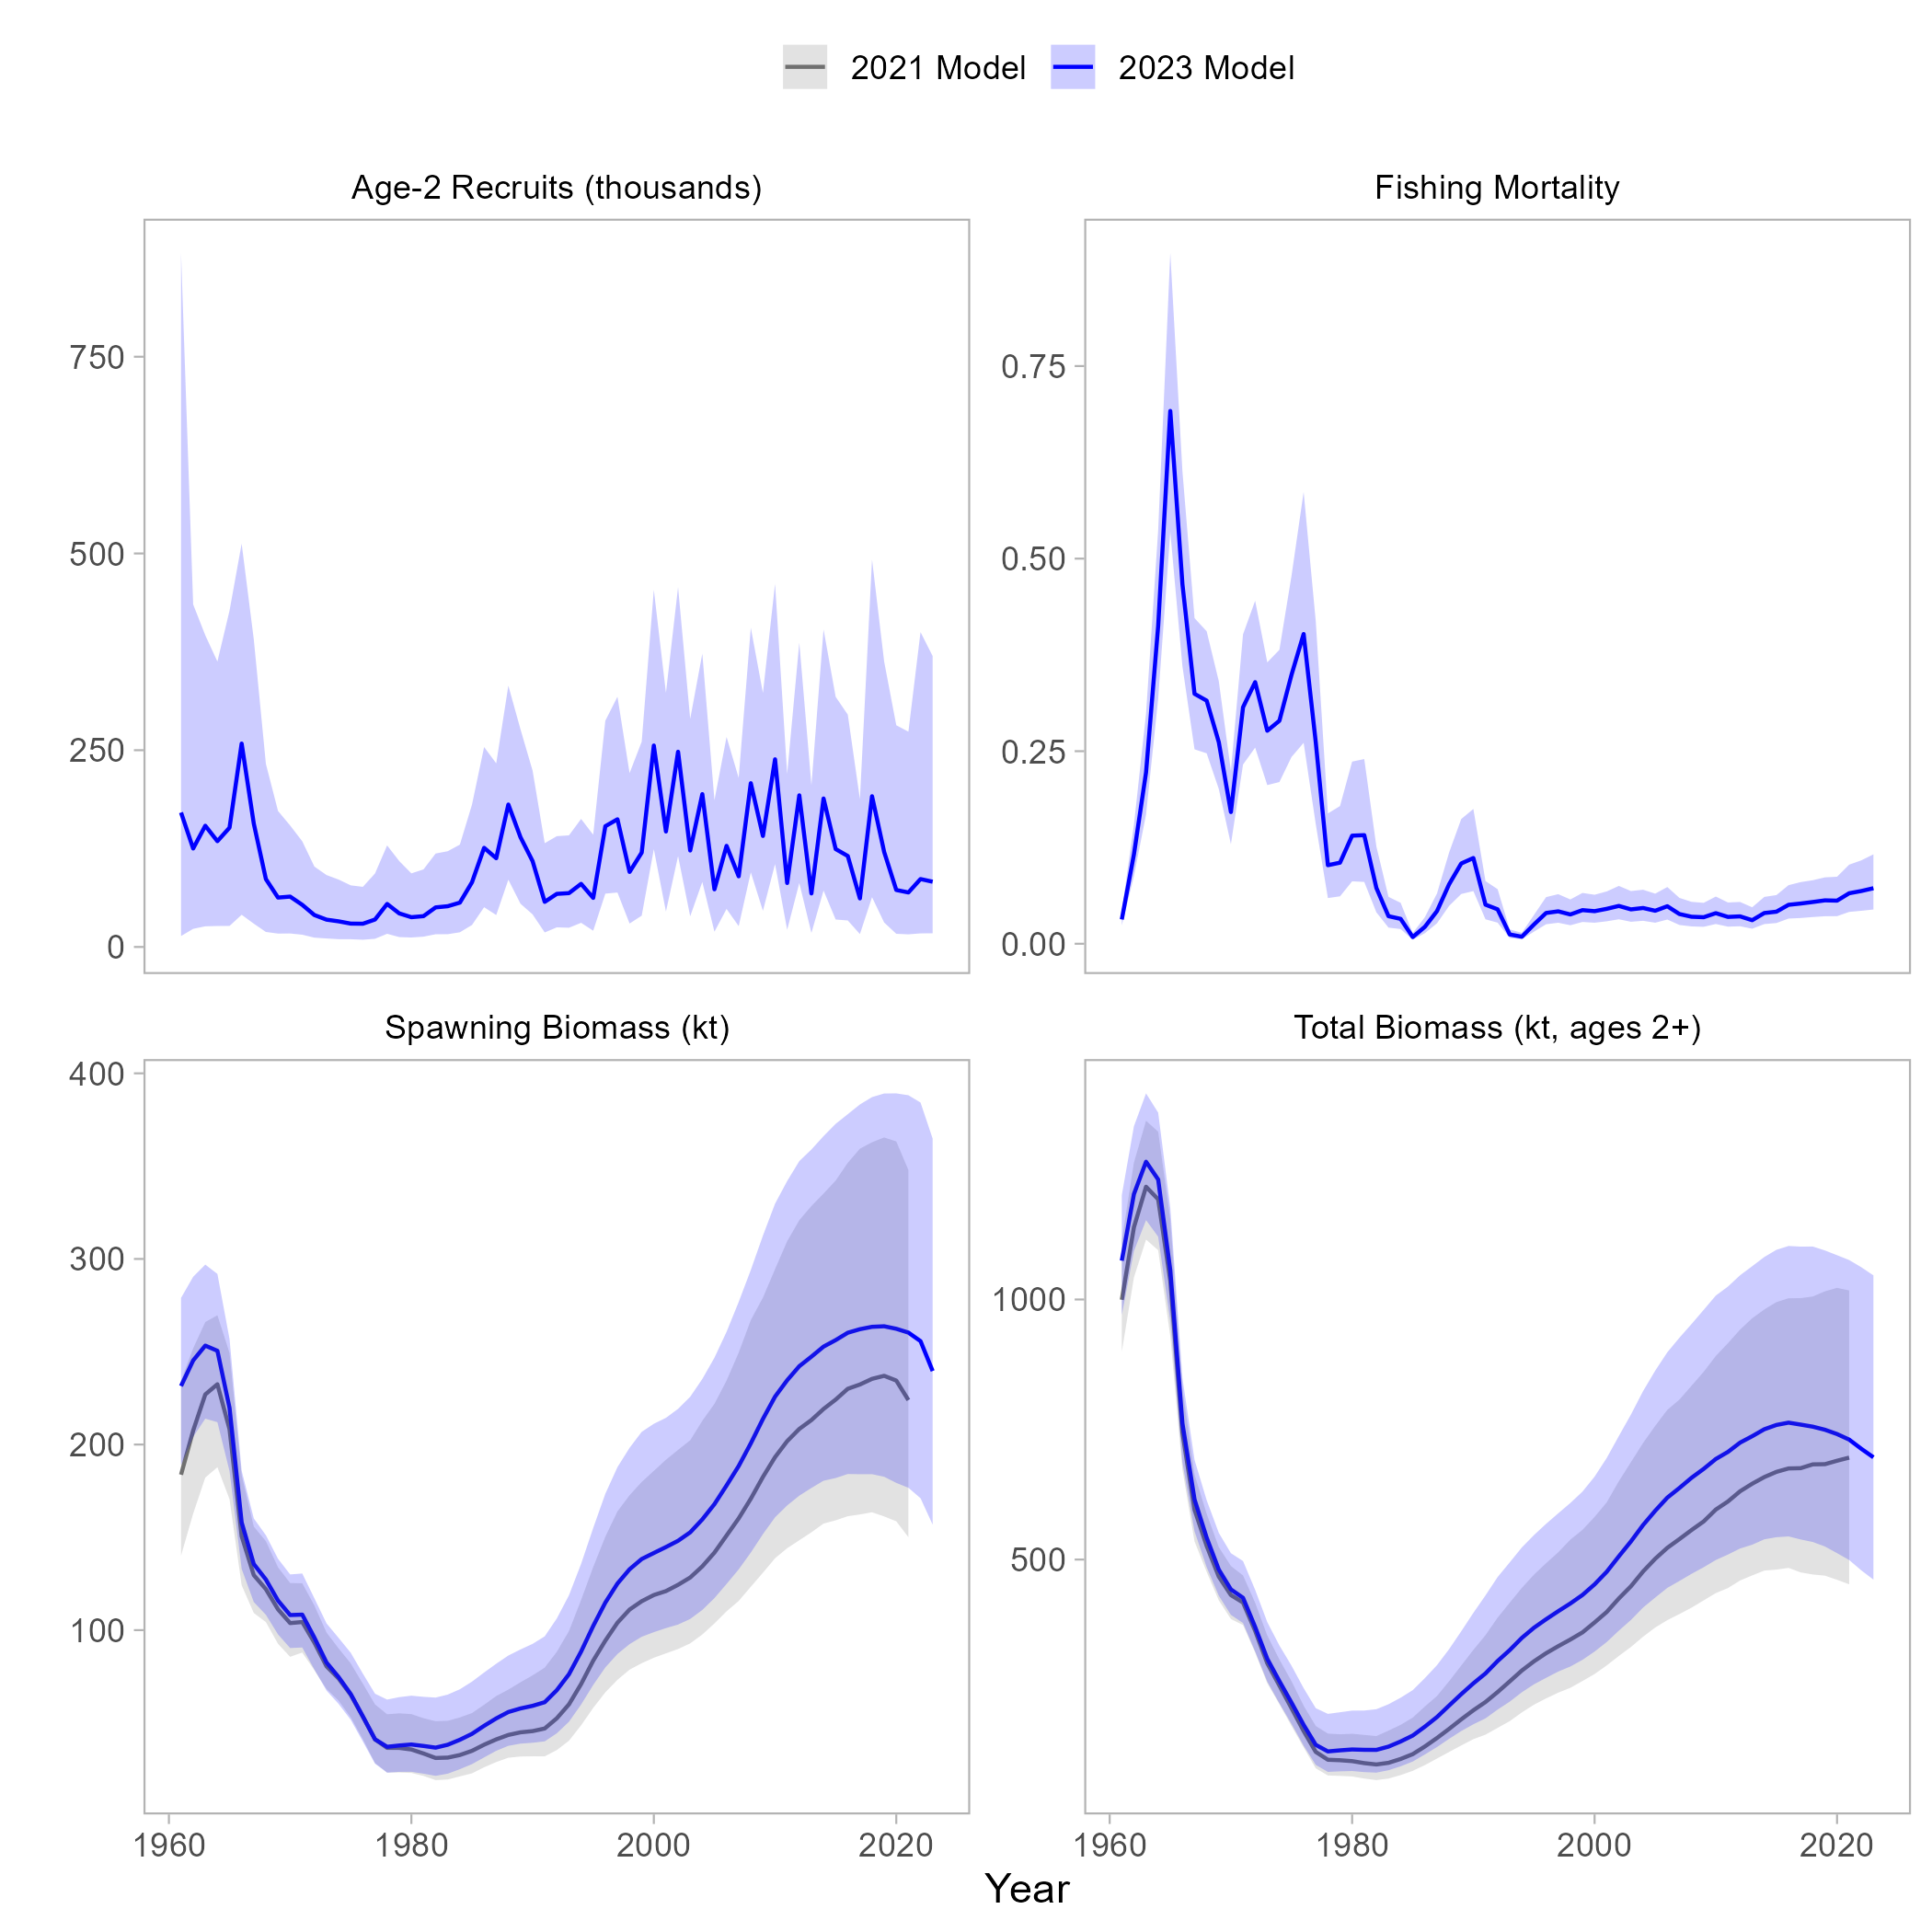 2021 Model 2023 Model
Age-2 Recruits (thousands)
750
500
250
0
Fishing Mortality
0.75
0.50
0.25
0.00
Spawning Biomass (kt)
400
300
200
100
1960 1980 2000 2020
Total Biomass (kt, ages 2+)
1000
500
1960 1980 2000 2020
Year